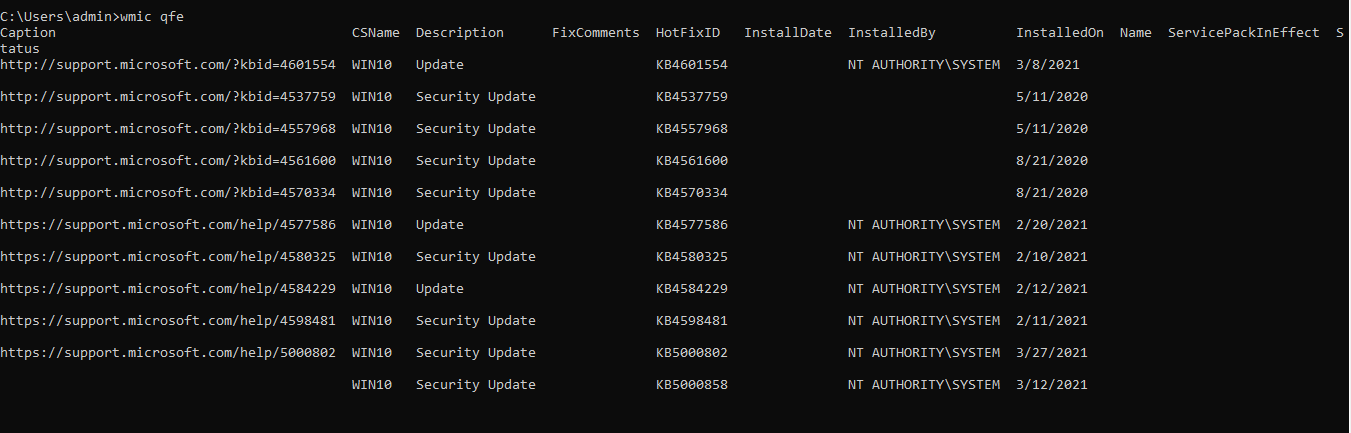 C:\Users\admin>wmic qfe
Caption CSName Description FixComments HotFixID InstallDate InstalledBy InstalledOn Name ServicePackInEffect S
tatus
http://support.microsoft.com/?kbid=4601554 WIN10 Update KB4601554 NT AUTHORITY\SYSTEM 3/8/2021
http://support.microsoft.com/?kbid=4537759 WIN10 Security Update KB4537759 5/11/2020
http://support.microsoft.com/?kbid=4557968 WIN10 Security Update KB4557968 5/11/2020
http://support.microsoft.com/?kbid=4561600 WIN10 Security Update KB4561600 8/21/2020
http://support.microsoft.com/?kbid=4570334 WIN10 Security Update KB4570334 8/21/2020
https://support.microsoft.com/help/4577586 WIN10 Update KB4577586 NT AUTHORITY\SYSTEM 2/20/2021
https://support.microsoft.com/help/4580325 WIN10 Security Update KB4580325 NT AUTHORITY\SYSTEM 2/10/2021
https://support.microsoft.com/help/4584229 WIN10 Update KB4584229 NT AUTHORITY\SYSTEM 2/12/2021
https://support.microsoft.com/help/4598481 WIN10 Security Update KB4598481 NT AUTHORITY\SYSTEM 2/11/2021
https://support.microsoft.com/help/5000802 WIN10 Security Update KB5000802 NT AUTHORITY\SYSTEM 3/27/2021
WIN10 Security Update KB5000858 NT AUTHORITY\SYSTEM 3/12/2021